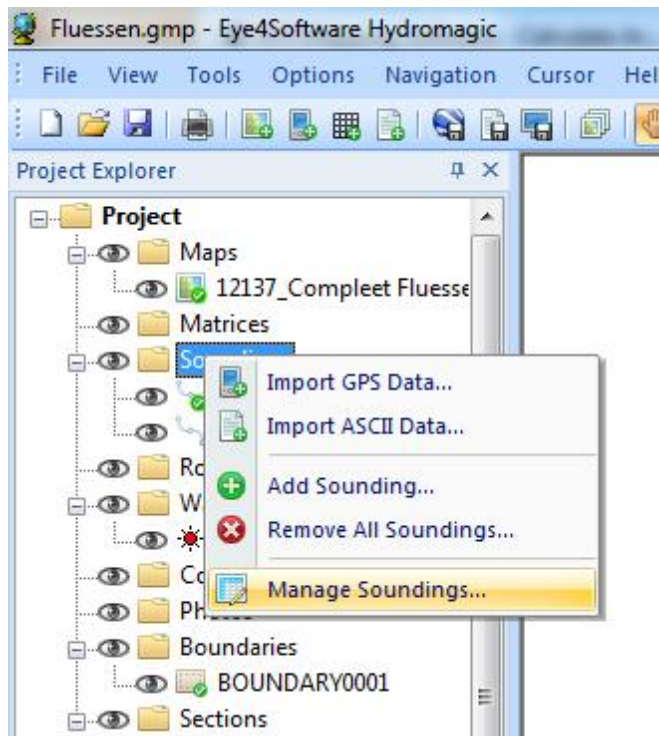 Fluessen.gmp - Eye4Software Hydromagic
File View Tools Options Navigation Cursor Hel
Project Explorer
Project
Maps
12137_Compleet Fluesse
Matrices
Import GPS Data...
Import ASCII Data...
Add Sounding...
Remove All Soundings...
Manage Soundings...
Boundaries
BOUNDARY0001
Sections